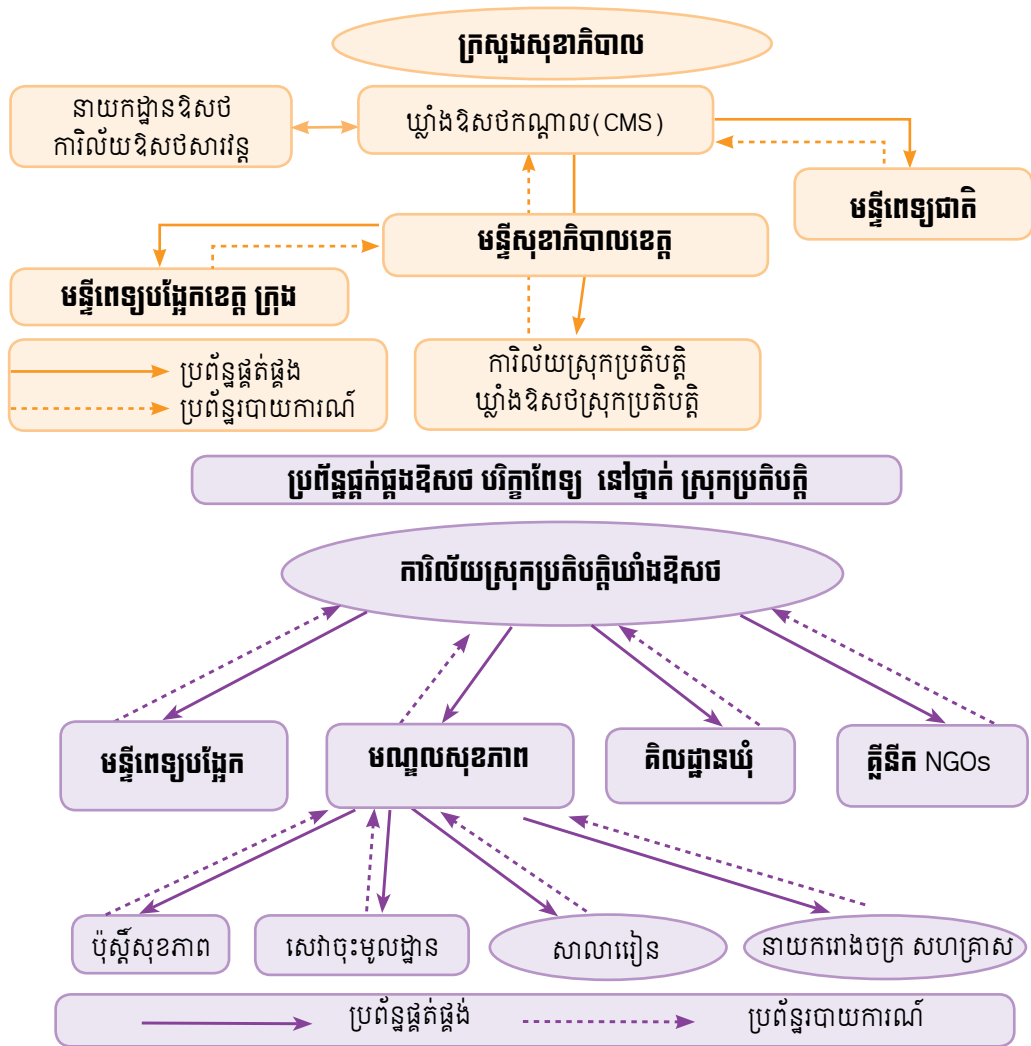 ក្រសួងសុខាភិបាល
នាយកដ្ឋានឱសថ
ការិល័យឱសថសារវន្ត
ឃ្លាំងឱសថកណ្តាល(CMS)
មន្ទីពេទ្យជាតិ
មន្ទីសុខាភិបាលខេត្ត
មន្ទីពេទ្យបង្អែកខេត្ត ក្រុង
ប្រព័ន្ធផ្គត់ផ្គង
ប្រព័ន្ធរបាយការណ៍
ការិល័យស្រុកប្រតិបត្តិ
ឃ្លាំងឱសថស្រុកប្រតិបត្តិ
ប្រព័ន្ធផ្គត់ផ្គងឱសថ បរិក្ខាពែទ្យ នៅថ្នាក់ ស្រុកប្រតិបត្តិ
ការិល័យស្រុកប្រតិបត្តិឃាំងឱសថ
មន្ទីពេទ្យបង្អែក
មណ្ឌលសុខភាព
គិលដ្ឋានឃុំ
គ្លីនីក NGOs
ប៉ុស្តិ៍សុខភាព
សេវាចុះមូលដ្ឋាន
សាលារៀន
នាយករោងចក្រ សហគ្រាស
ប្រព័ន្ធផ្គត់ផ្គង់
ប្រព័ន្ធរបាយការណ៍